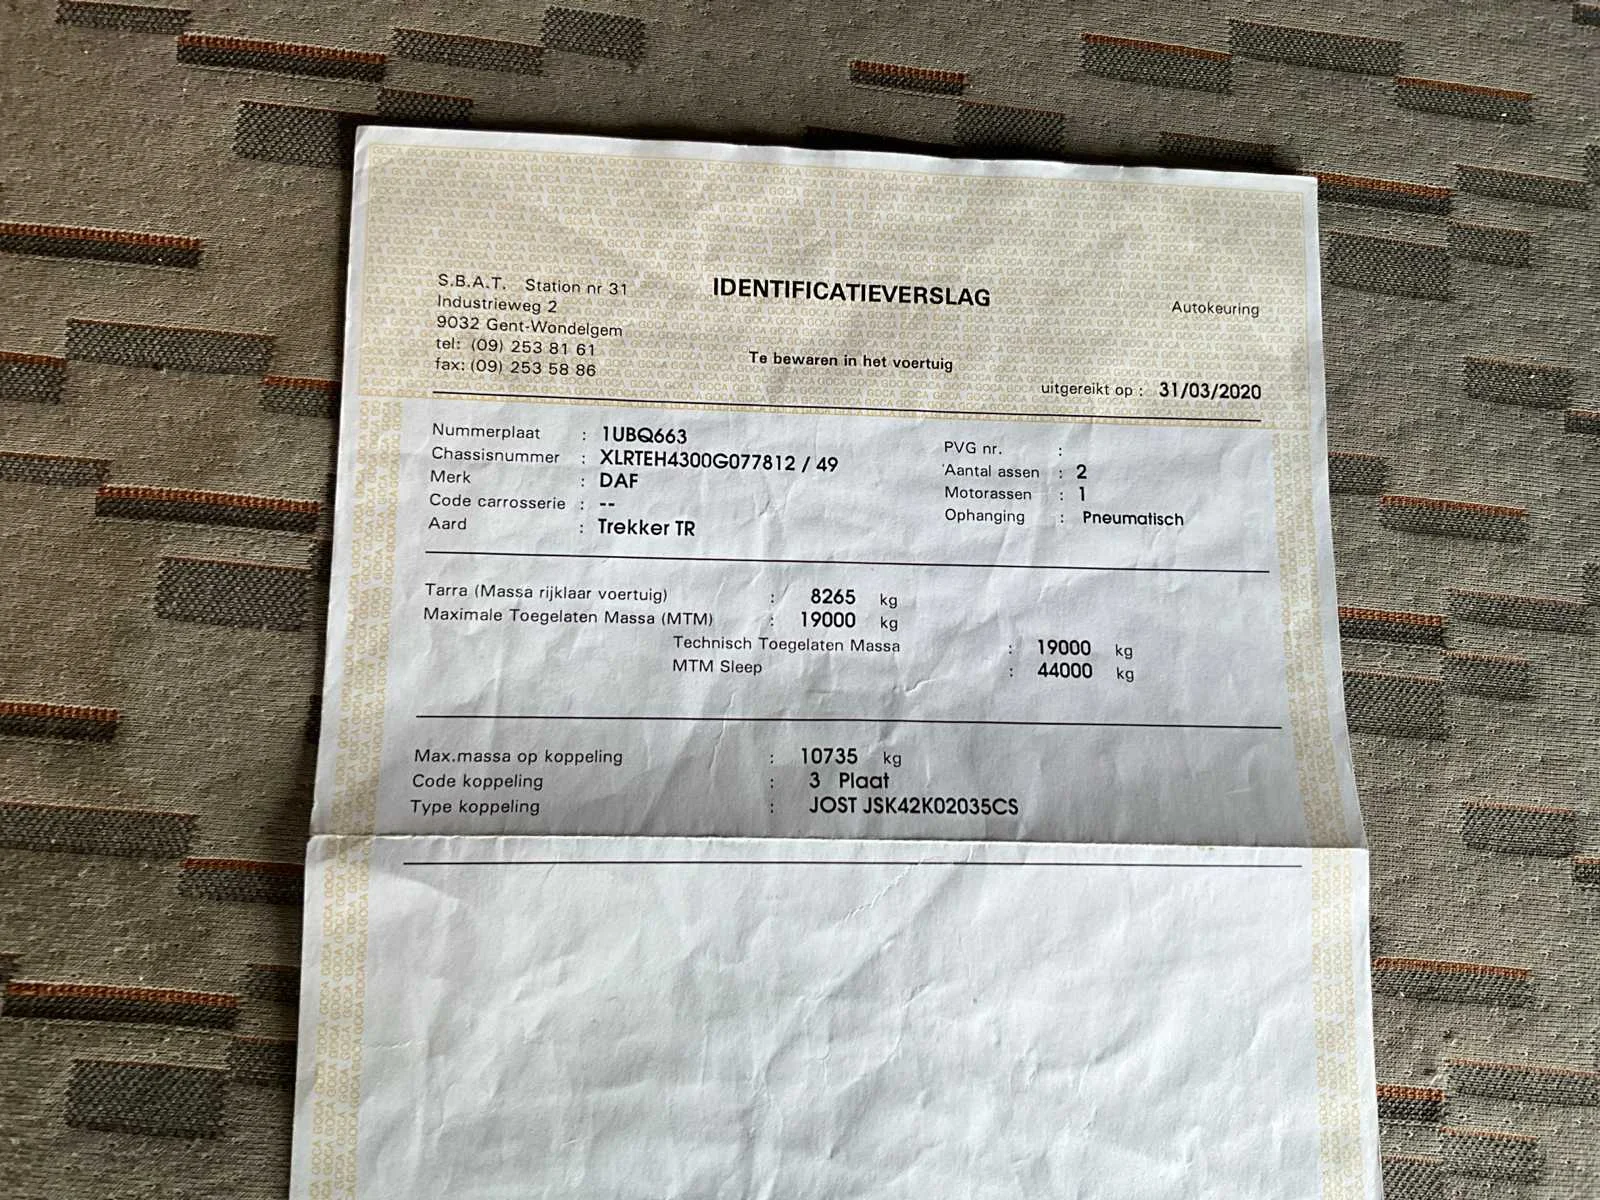 S.B.A.T. Station nr 31
Industrieweg 2
9032 Gent-Wondelgem
tel: (09) 253 81 61
fax: (09) 253 58 86
IDENTIFICATIEVERSLAG
Te bewaren in het voertuig
Autokeuring
uitgereikt op : 31/03/2020
Nummerplaat : 1UBQ663
Chassisnummer : XLRTEH4300G077812 / 49
Merk : DAF
Code carrosserie : --
Aard : Trekker TR
PVG nr. :
Aantal assen : 2
Motorassen : 1
Ophanging : Pneumatisch
Tarra (Massa rijklaar voertuig) : 8265 kg
Maximale Toegelaten Massa (MTM) : 19000 kg
Technisch Toegelaten Massa : 19000 kg
MTM Sleep : 44000 kg
Max.massa op koppeling : 10735 kg
Code koppeling : 3 Plaat
Type koppeling : JOST JSK42K02035CS